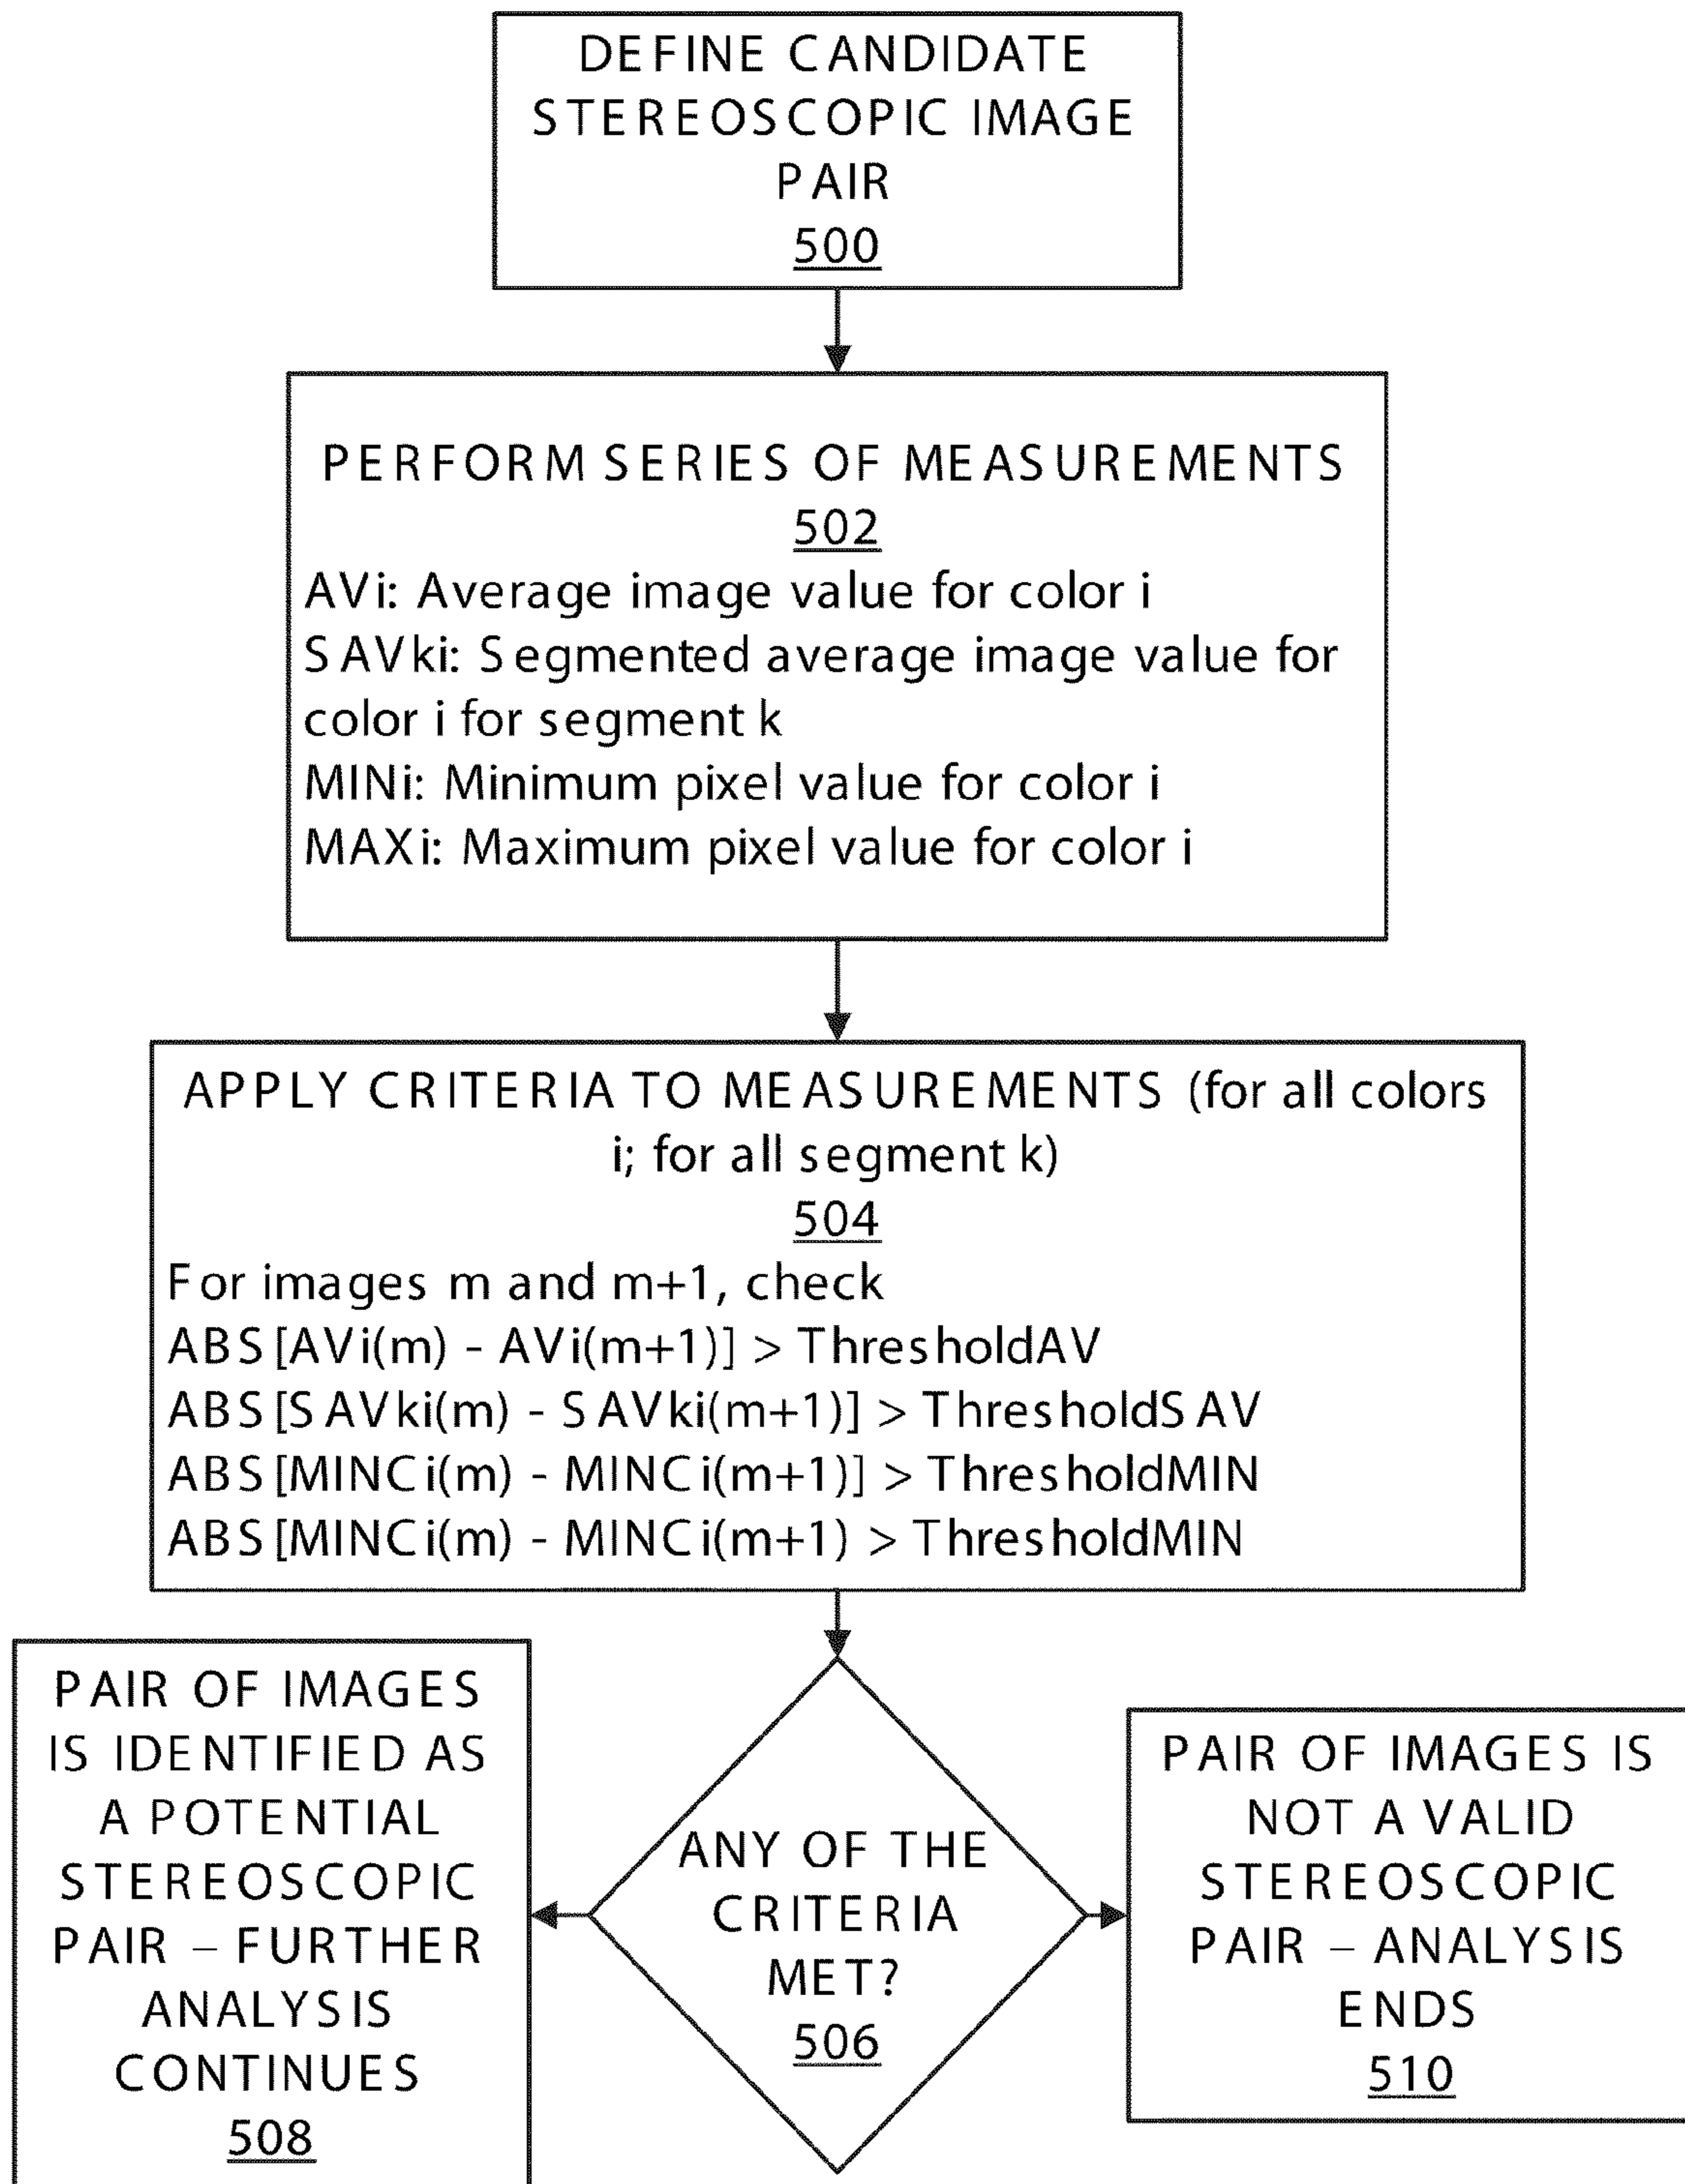 DEFINE CANDIDATE
STEREOSCOPIC IMAGE
PAIR
500
PERFORM SERIES OF MEASUREMENTS
502
AVi: Average image value for color i
SAVki: Segmented average image value for
color i for segment k
MINi: Minimum pixel value for color i
MAXi: Maximum pixel value for color i
APPLY CRITERIA TO MEASUREMENTS (for all colors
i; for all segment k)
504
For images m and m+1, check
ABS[AVi(m) - AVi(m+1)] > ThresholdAV
ABS[SAVki(m) - SAVki(m+1)] > ThresholdSAV
ABS[MINCi(m) - MINCi(m+1)] > ThresholdMIN
ABS[MINCi(m) - MINCi(m+1) > ThresholdMIN
PAIR OF IMAGES
IS IDENTIFIED AS
A POTENTIAL
STEREOSCOPIC
PAIR – FURTHER
ANALYSIS
CONTINUES
508
ANY OF THE
CRITERIA
MET?
506
PAIR OF IMAGES IS
NOT A VALID
STEREOSCOPIC
PAIR – ANALYSIS
ENDS
510